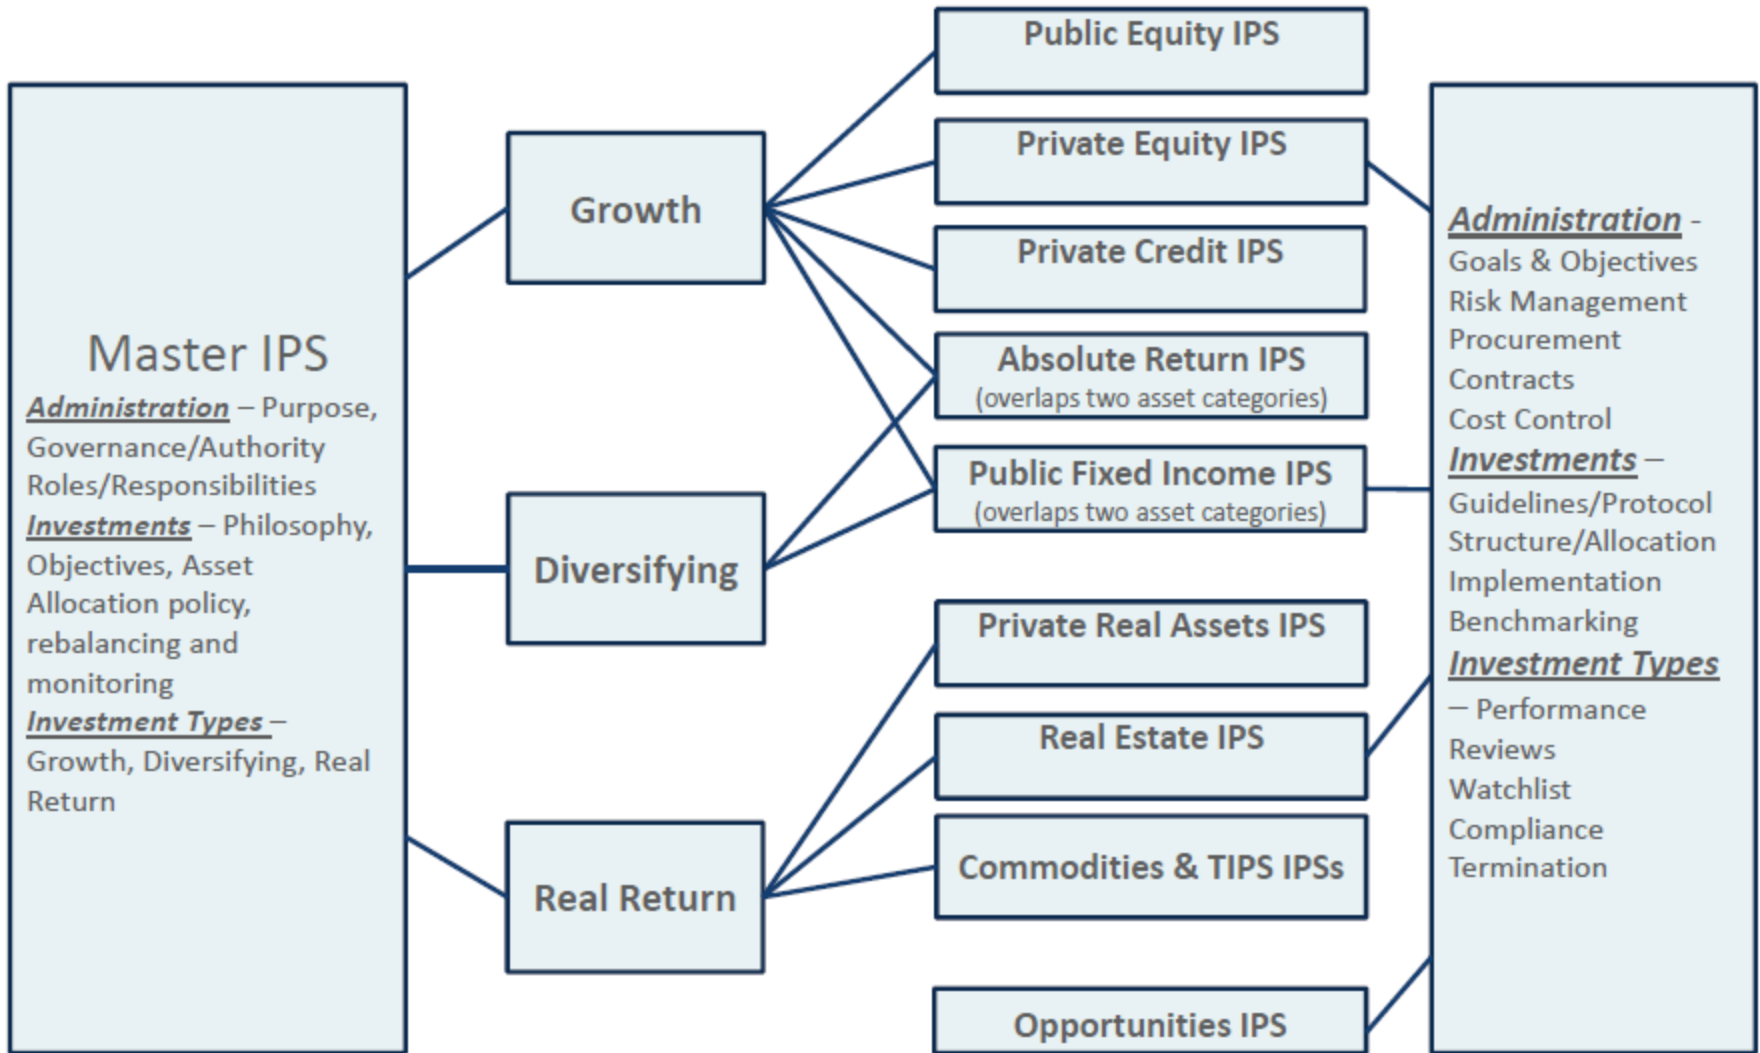 Master IPS
Administration – Purpose,
Governance/Authority
Roles/Responsibilities
Investments – Philosophy,
Objectives, Asset
Allocation policy,
rebalancing and
monitoring
Investment Types –
Growth, Diversifying, Real
Return
Growth
Diversifying
Real Return
Public Equity IPS
Private Equity IPS
Private Credit IPS
Absolute Return IPS
(overlaps two asset categories)
Public Fixed Income IPS
(overlaps two asset categories)
Private Real Assets IPS
Real Estate IPS
Commodities & TIPS IPSs
Opportunities IPS
Administration -
Goals & Objectives
Risk Management
Procurement
Contracts
Cost Control
Investments –
Guidelines/Protocol
Structure/Allocation
Implementation
Benchmarking
Investment Types
– Performance
Reviews
Watchlist
Compliance
Termination